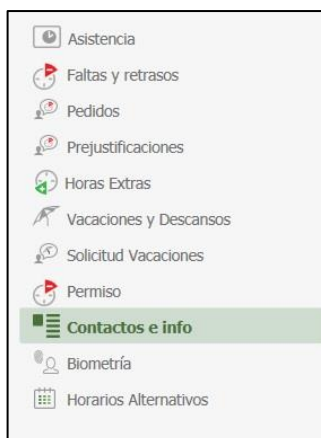 Asistencia
Faltas y retrasos
Pedidos
Prejustificaciones
Horas Extras
Vacaciones y Descansos
Solicitud Vacaciones
Permiso
Contactos e info
Biometría
Horarios Alternativos